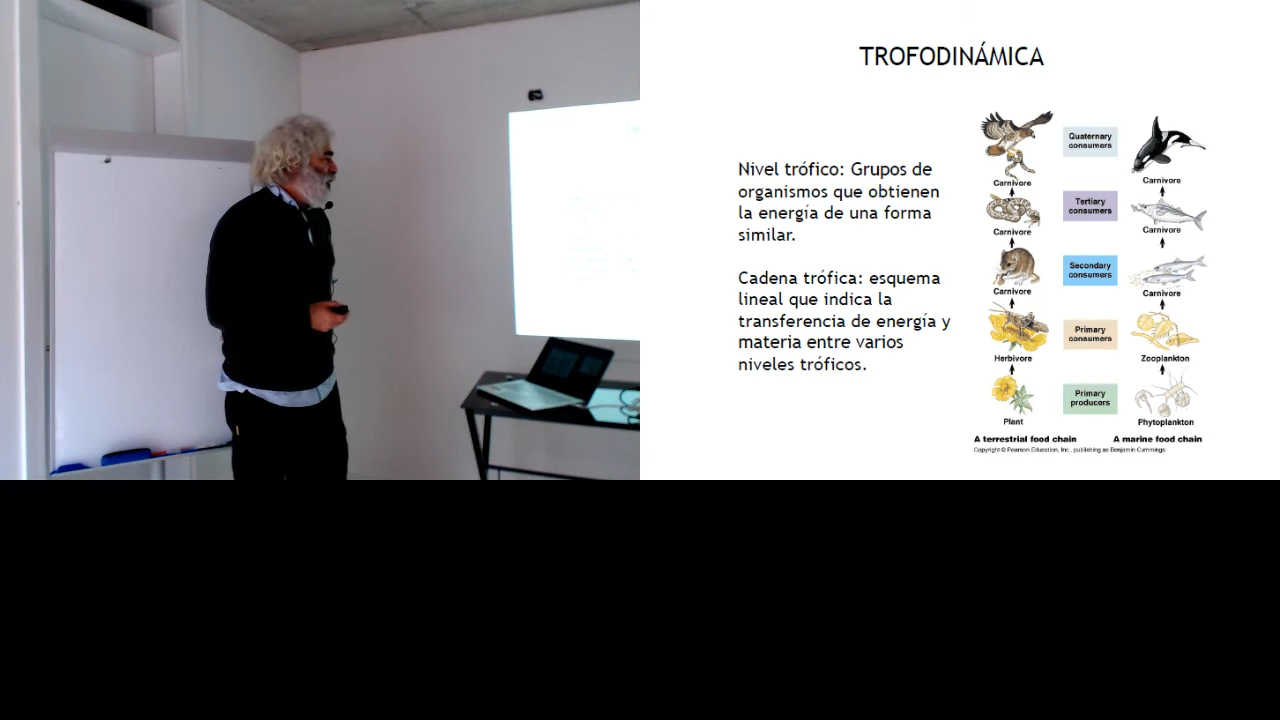 TROFODINÁMICA
Nivel trófico: Grupos de
organismos que obtienen
la energía de una forma
similar.
Cadena trófica: esquema
lineal que indica la
transferencia de energía y
materia entre varios
niveles tróficos.
Quaternary
consumers
Carnivore
Carnivore
Tertiary
consumers
Carnivore
Carnivore
Secondary
consumers
Carnivore
Carnivore
Primary
consumers
Herbivore
Zooplankton
Primary
producers
Plant
Phytoplankton
A terrestrial food chain
A marine food chain
Copyright © Pearson Education, Inc., publishing as Benjamin Cummings.